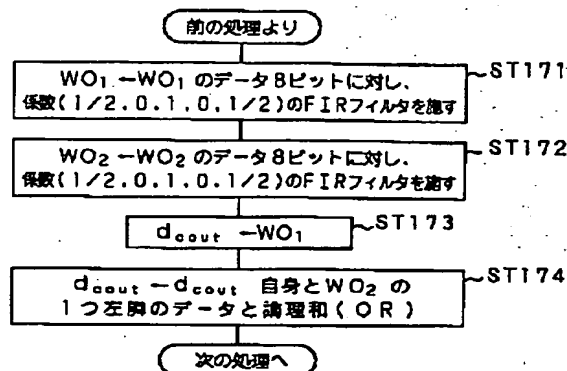 前の処理より
WO₁ ←WO₁ のデータ8ビットに対し、
係数(1/2.0.1.0.1/2)のFIRフィルタを施す
ST171
WO₂ ←WO₂ のデータ8ビットに対し、
係数(1/2.0.1.0.1/2)のFIRフィルタを施す
ST172
dcout ←WO₁
ST173
dcout ←dcout 自身とWO₂ の
1つ左隣のデータと論理和(OR)
ST174
次の処理へ